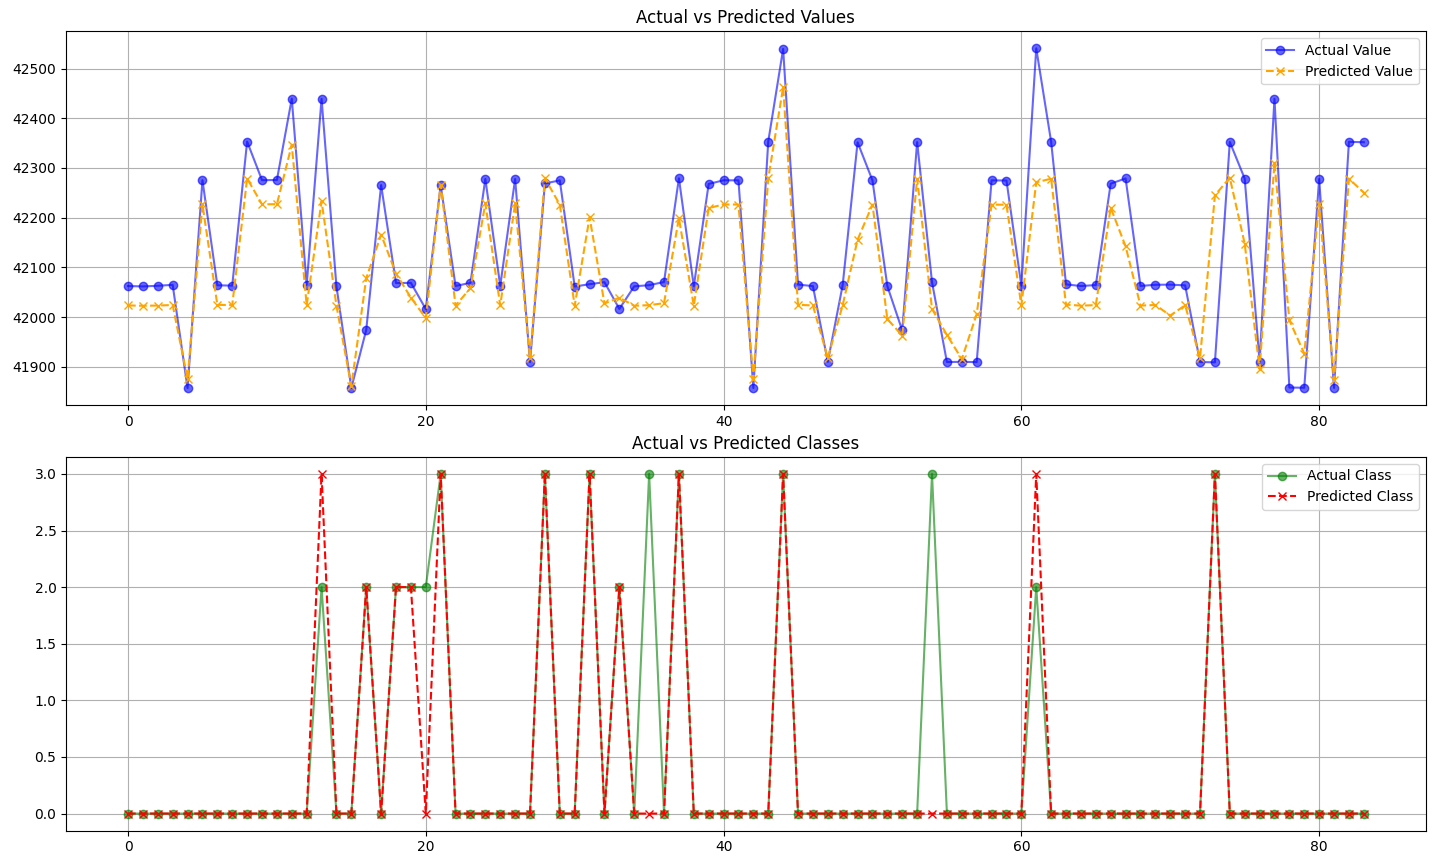 Actual vs Predicted Values
42500
42400
42300
42200
42100
42000
41900
Actual Value
Predicted Value
0 20 40 60 80
Actual vs Predicted Classes
3.0
2.5
2.0
1.5
1.0
0.5
0.0
Actual Class
Predicted Class
0 20 40 60 80